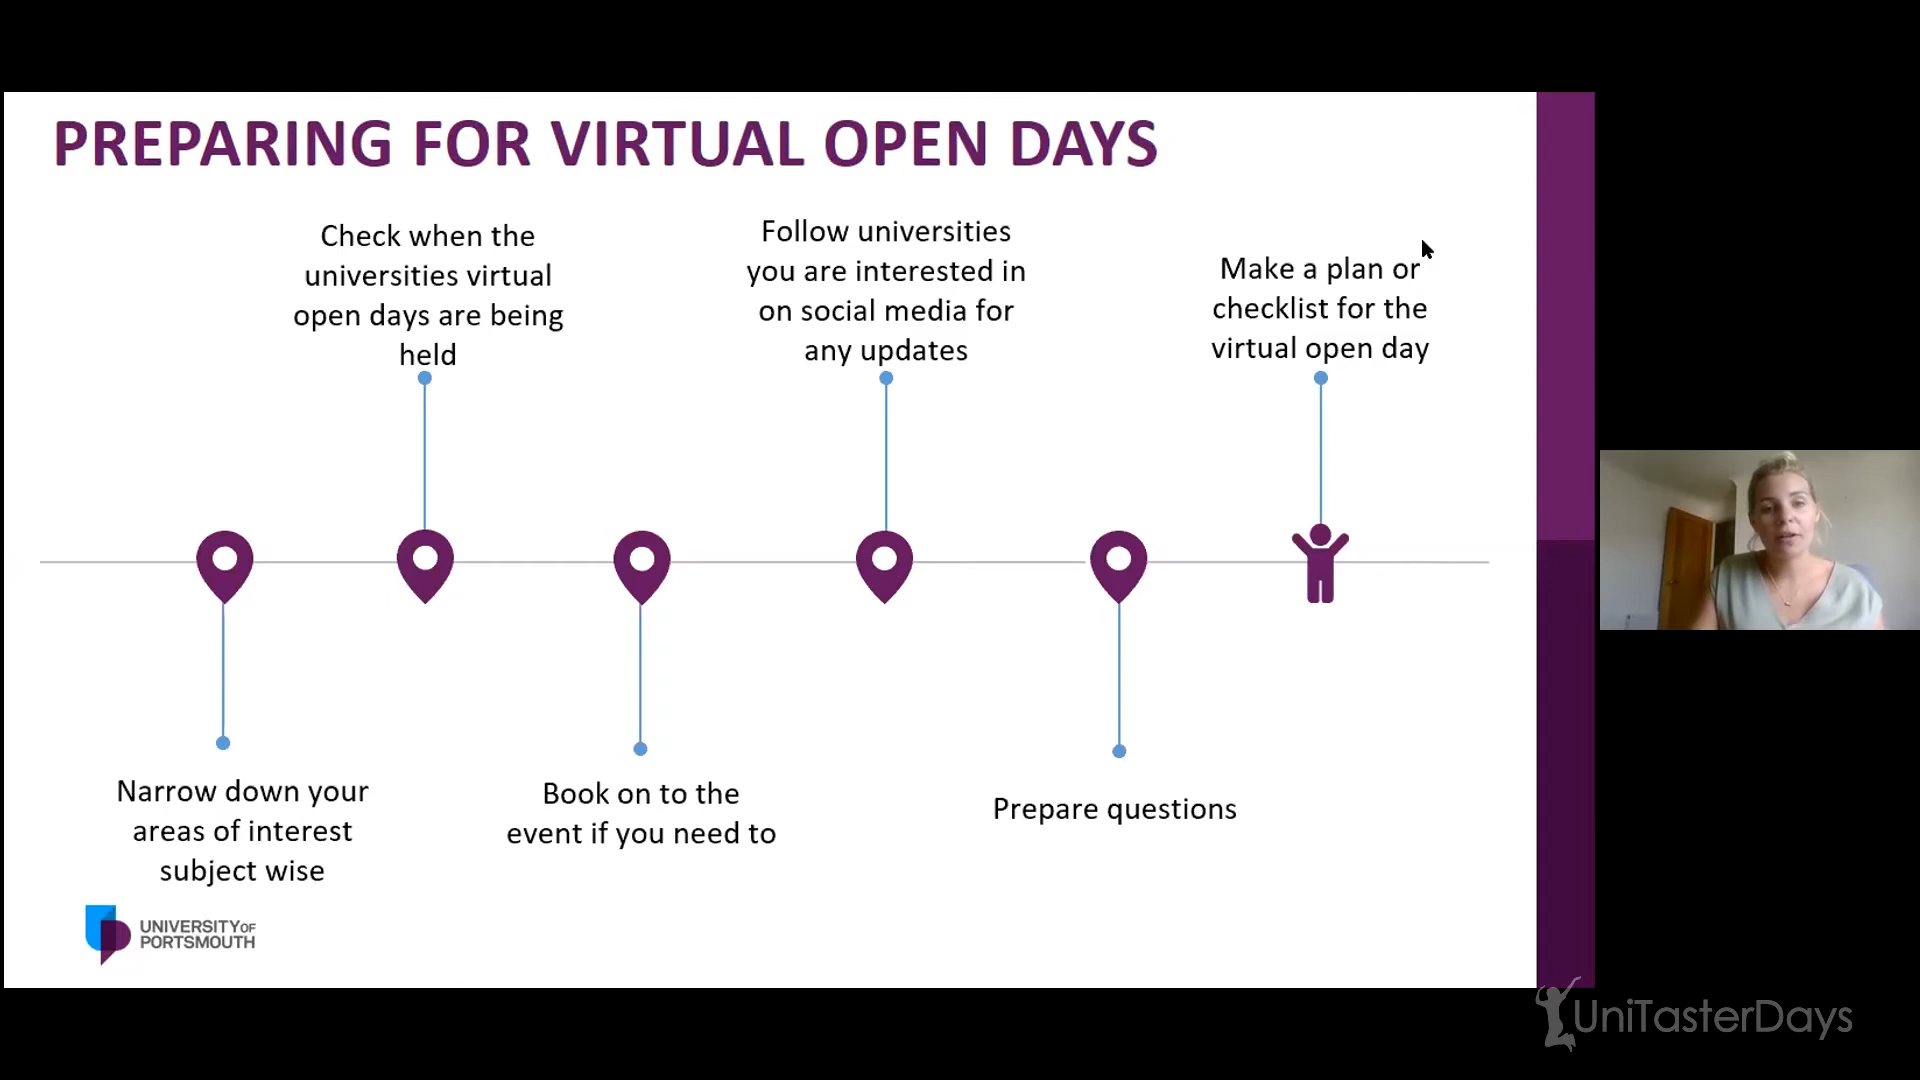 PREPARING FOR VIRTUAL OPEN DAYS
Check when the
universities virtual
open days are being
held
Follow universities
you are interested in
on social media for
any updates
Make a plan or
checklist for the
virtual open day
Narrow down your
areas of interest
subject wise
Book on to the
event if you need to
Prepare questions
UNIVERSITY OF
PORTSMOUTH
UniTasterDays